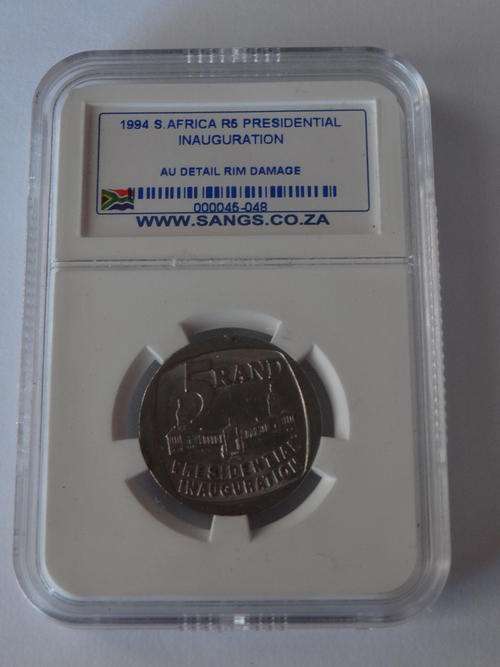 1994 S.AFRICA R5 PRESIDENTIAL
INAUGURATION
AU DETAIL RIM DAMAGE
000045-048
WWW.SANGS.CO.ZA
5 RAND
PRESIDENTIAL
INAUGURATION